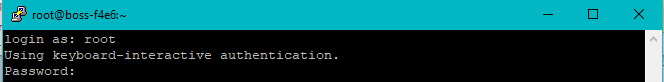 root@boss-f4e6:~
login as: root
Using keyboard-interactive authentication.
Password: